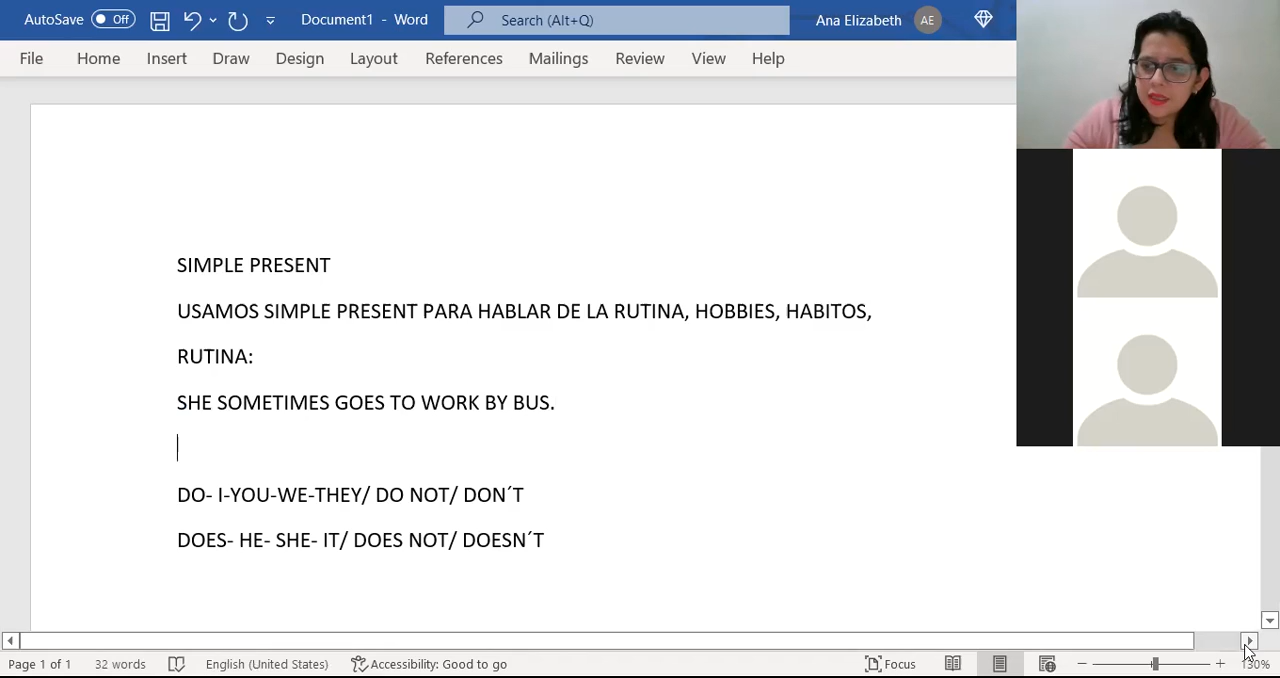 AutoSave Off Document1 - Word Search (Alt+Q) Ana Elizabeth AE
File Home Insert Draw Design Layout References Mailings Review View Help
SIMPLE PRESENT
USAMOS SIMPLE PRESENT PARA HABLAR DE LA RUTINA, HOBBIES, HABITOS,
RUTINA:
SHE SOMETIMES GOES TO WORK BY BUS.
DO- I-YOU-WE-THEY/ DO NOT/ DON´T
DOES- HE- SHE- IT/ DOES NOT/ DOESN´T
Page 1 of 1 32 words English (United States) Accessibility: Good to go Focus 130%